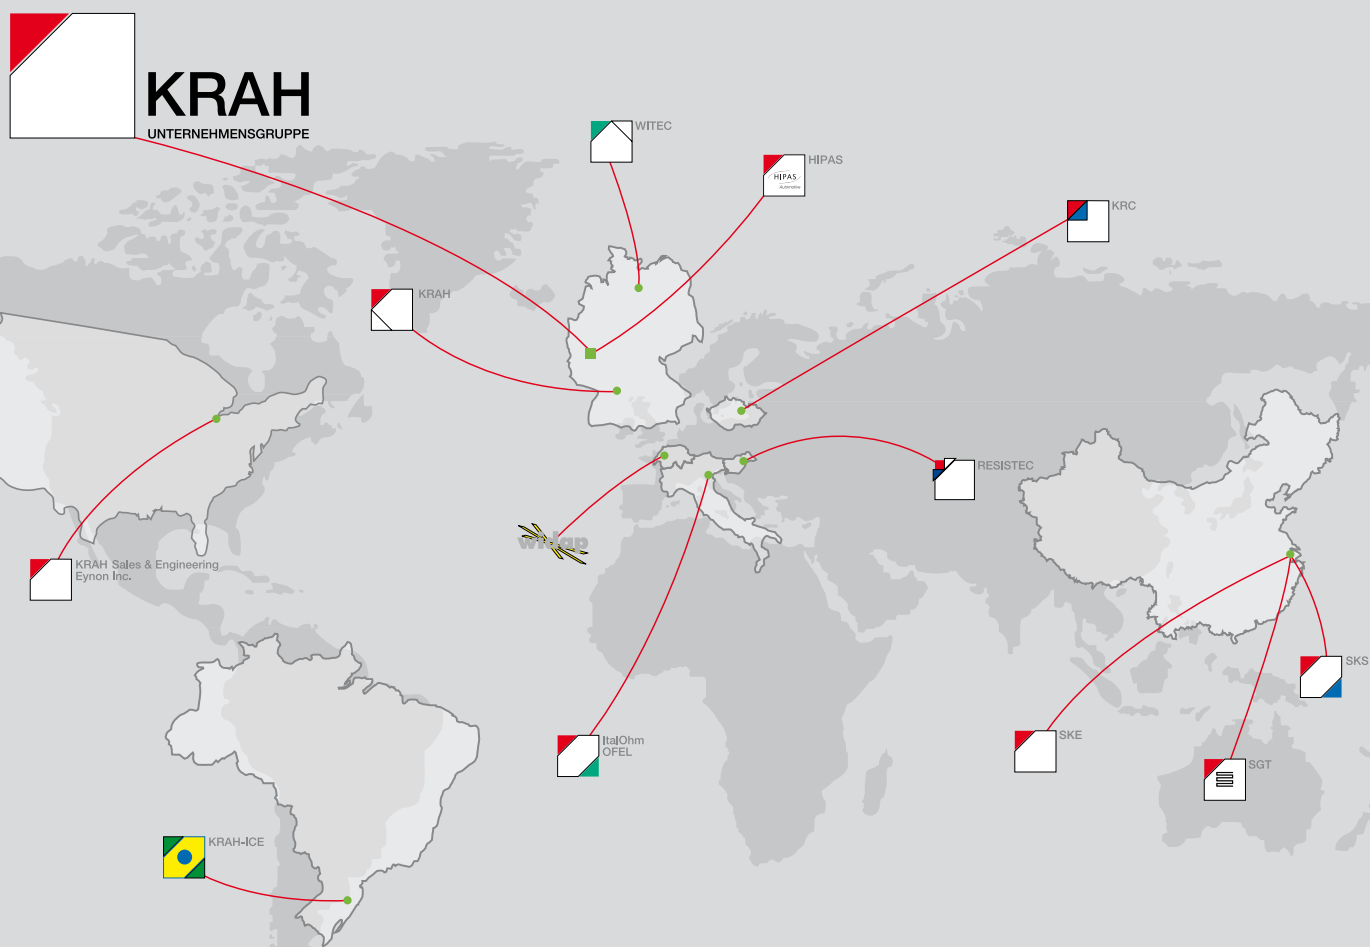 KRAH
UNTERNEHMENSGRUPPE
WITEC
HIPAS
HIPAS
Automotive
KRC
KRAH
RESISTEC
widap
KRAH Sales & Engineering
Eynon Inc.
SKS
ItalOhm
OFEL
SKE
SGT
KRAH-ICE